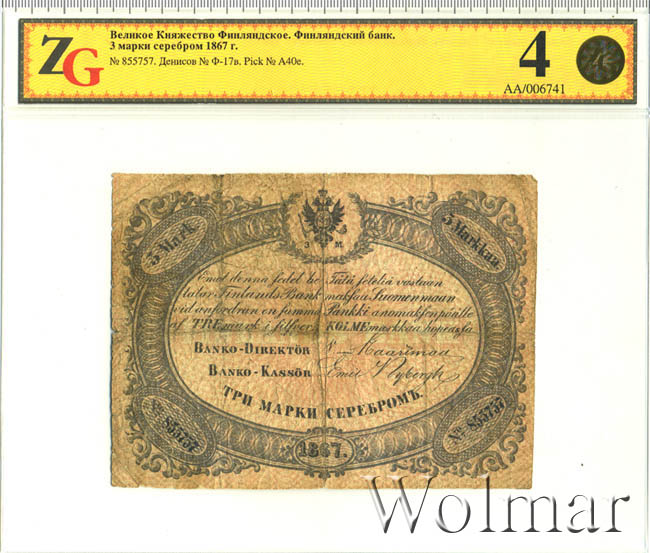 ZG
Великое Княжество Финляндское. Финляндский банк.
3 марки серебром 1867 г.
№ 855757. Денисов № Ф-17в. Pick № A40e.
4
AA/006741
3 Mark.
3 Markkaa.
З М
Emot denna sedel be
talar Finlands Bank
vid anfordran en summa
af TRE mark i silfver.
Tätä seteliä vastaan
maksaa Suomenmaan
Pankki anomaksenpäälle
KOLME markkaa hopeassa
BANKO-DIREKTÖR
BANKO-KASSÖR Emil
ТРИ МАРКИ СЕРЕБРОМЪ.
No. 855757
No. 855757
1867.
Wolmar